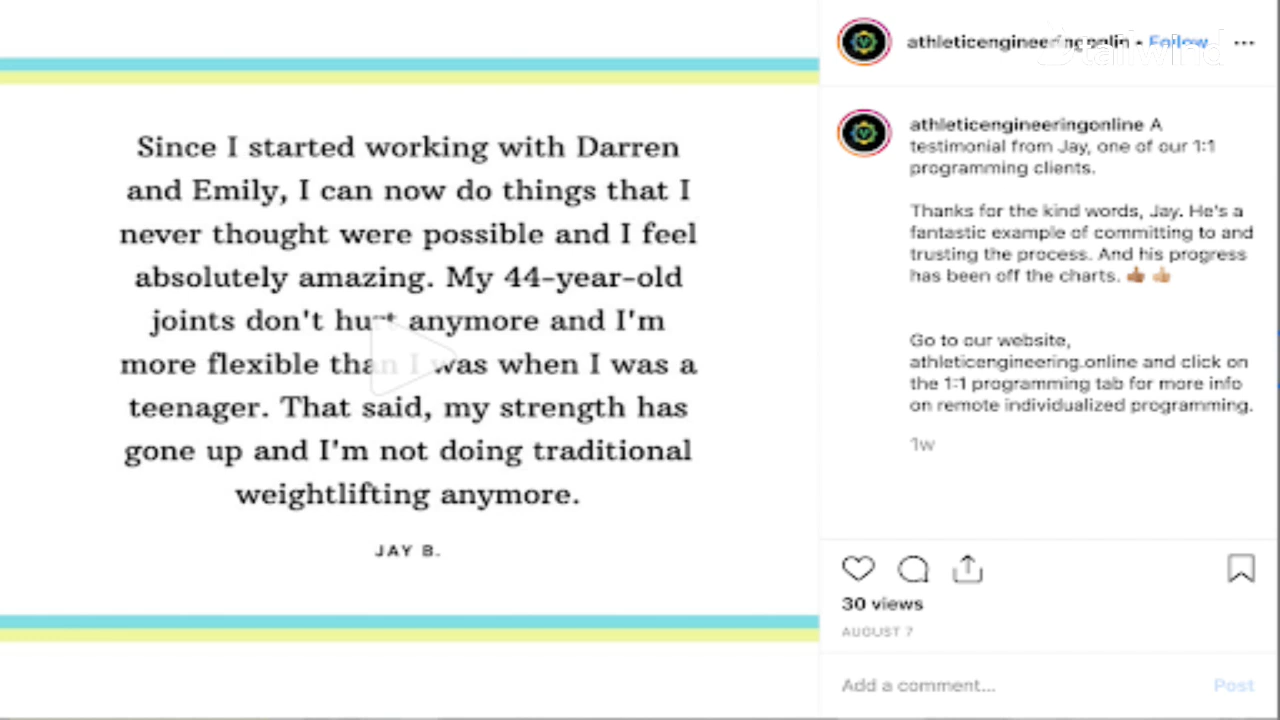 Since I started working with Darren
and Emily, I can now do things that I
never thought were possible and I feel
absolutely amazing. My 44-year-old
joints don't hurt anymore and I'm
more flexible than I was when I was a
teenager. That said, my strength has
gone up and I'm not doing traditional
weightlifting anymore.
JAY B.
athleticengineeringonlin • Follow
tailwind
athleticengineeringonline A
testimonial from Jay, one of our 1:1
programming clients.
Thanks for the kind words, Jay. He's a
fantastic example of committing to and
trusting the process. And his progress
has been off the charts. 👍🏾 👍🏼
Go to our website,
athleticengineering.online and click on
the 1:1 programming tab for more info
on remote individualized programming.
1w
30 views
AUGUST 7
Add a comment...
Post